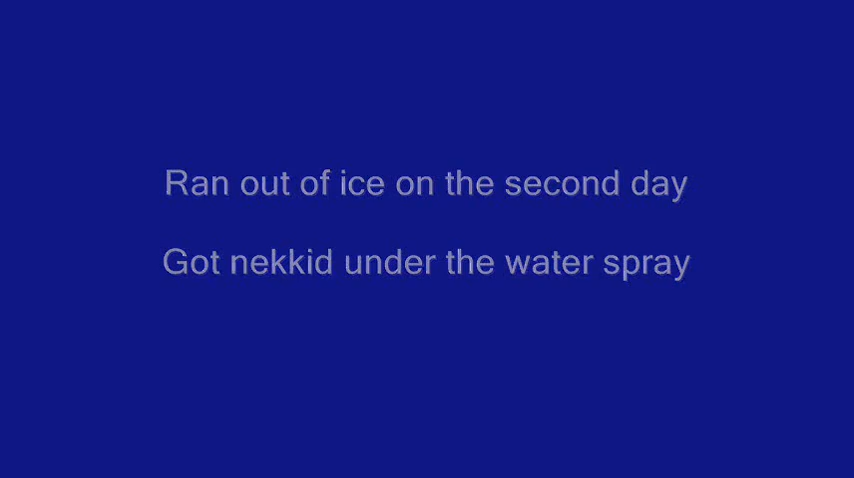 Ran out of ice on the second day
Got nekkid under the water spray